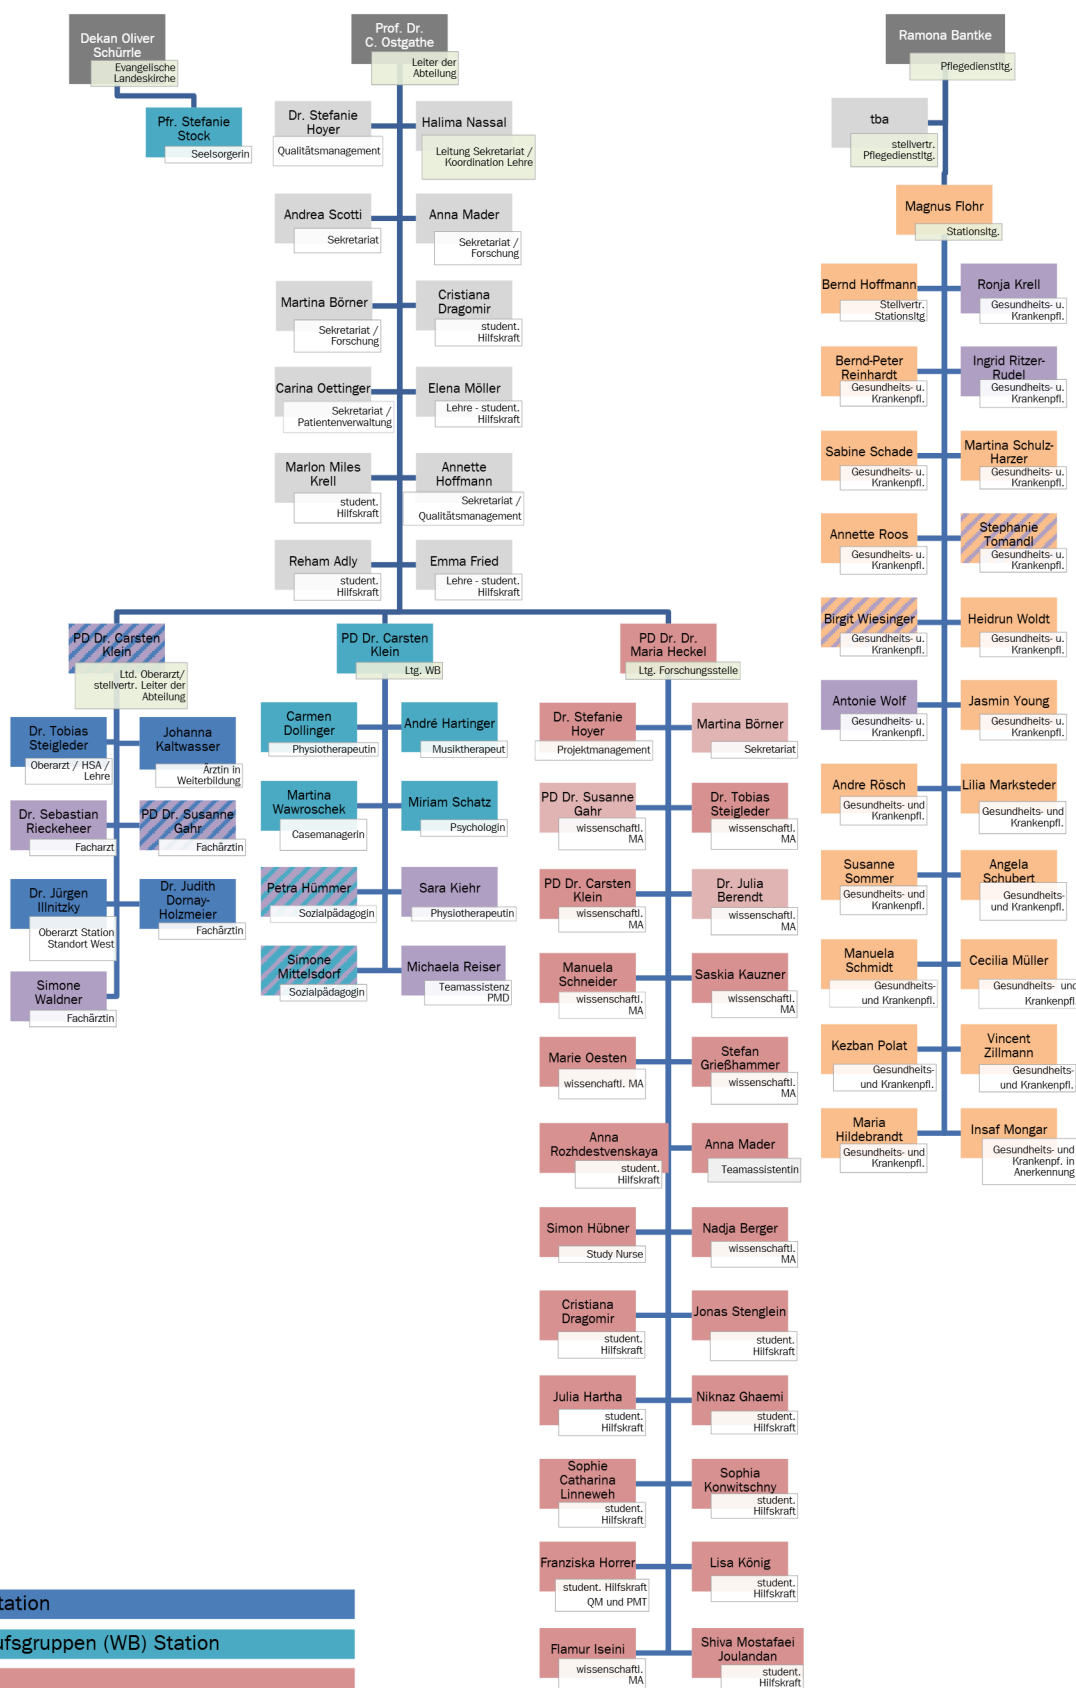 Dekan Oliver
Schürrle
Evangelische
Landeskirche
Pfr. Stefanie
Stock
Seelsorgerin
Prof. Dr.
C. Ostgathe
Leiter der
Abteilung
Dr. Stefanie
Hoyer
Qualitätsmanagement
Halima Nassal
Leitung Sekretariat /
Koordination Lehre
Andrea Scotti
Sekretariat
Anna Mader
Sekretariat /
Forschung
Martina Börner
Sekretariat /
Forschung
Cristiana
Dragomir
student.
Hilfskraft
Carina Oettinger
Sekretariat /
Patientenverwaltung
Elena Möller
Lehre - student.
Hilfskraft
Marlon Miles
Krell
student.
Hilfskraft
Annette
Hoffmann
Sekretariat /
Qualitätsmanagement
Reham Adly
student.
Hilfskraft
Emma Fried
Lehre - student.
Hilfskraft
PD Dr. Carsten
Klein
Ltd. Oberarzt/
stellvertr. Leiter der
Abteilung
Dr. Tobias
Steigleder
Oberarzt / HSA /
Lehre
Johanna
Kaltwasser
Ärztin in
Weiterbildung
Dr. Sebastian
Rieckeheer
Facharzt
PD Dr. Susanne
Gahr
Fachärztin
Dr. Jürgen
Illnitzky
Oberarzt Station
Standort West
Dr. Judith
Dornay-
Holzmeier
Fachärztin
Simone
Waldner
Fachärztin
PD Dr. Carsten
Klein
Ltg. WB
Carmen
Dollinger
Physiotherapeutin
André Hartinger
Musiktherapeut
Martina
Wawroschek
Casemanagerin
Miriam Schatz
Psychologin
Petra Hümmer
Sozialpädagogin
Sara Kiehr
Physiotherapeutin
Simone
Mittelsdorf
Sozialpädagogin
Michaela Reiser
Teamassistenz
PMD
PD Dr. Dr.
Maria Heckel
Ltg. Forschungsstelle
Dr. Stefanie
Hoyer
Projektmanagement
Martina Börner
Sekretariat
PD Dr. Susanne
Gahr
wissenschaftl.
MA
Dr. Tobias
Steigleder
wissenschaftl.
MA
PD Dr. Carsten
Klein
wissenschaftl.
MA
Dr. Julia
Berendt
wissenschaftl.
MA
Manuela
Schneider
wissenschaftl.
MA
Saskia Kauzner
wissenschaftl.
MA
Marie Oesten
wissenchaftl. MA
Stefan
Grießhammer
wissenschaftl.
MA
Anna
Rozhdestvenskaya
student.
Hilfskraft
Anna Mader
Teamassistentin
Simon Hübner
Study Nurse
Nadja Berger
wissenschaftl.
MA
Cristiana
Dragomir
student.
Hilfskraft
Jonas Stenglein
student.
Hilfskraft
Julia Hartha
student.
Hilfskraft
Niknaz Ghaemi
student.
Hilfskraft
Sophie
Catharina
Linneweh
student.
Hilfskraft
Sophia
Konwitschny
student.
Hilfskraft
Franziska Horrer
student. Hilfskraft
QM und PMT
Lisa König
student.
Hilfskraft
Flamur Iseini
wissenschaftl.
MA
Shiva Mostafaei
Joulandan
student.
Hilfskraft
Ramona Bantke
Pflegedienstltg.
tba
stellvertr.
Pflegedienstltg.
Magnus Flohr
Stationsltg.
Bernd Hoffmann
Stellvertr.
Stationsltg
Ronja Krell
Gesundheits- u.
Krankenpfl.
Bernd-Peter
Reinhardt
Gesundheits- u.
Krankenpfl.
Ingrid Ritzer-
Rudel
Gesundheits- u.
Krankenpfl.
Sabine Schade
Gesundheits- u.
Krankenpfl.
Martina Schulz-
Harzer
Gesundheits- u.
Krankenpfl.
Annette Roos
Gesundheits- u.
Krankenpfl.
Stephanie
Tomandl
Gesundheits- u.
Krankenpfl.
Birgit Wiesinger
Gesundheits- u.
Krankenpfl.
Heidrun Woldt
Gesundheits- u.
Krankenpfl.
Antonie Wolf
Gesundheits- u.
Krankenpfl.
Jasmin Young
Gesundheits- u.
Krankenpfl.
Andre Rösch
Gesundheits- und
Krankenpfl.
Lilia Marksteder
Gesundheits- und
Krankenpfl.
Susanne
Sommer
Gesundheits- und
Krankenpfl.
Angela
Schubert
Gesundheits-
und Krankenpfl.
Manuela
Schmidt
Gesundheits-
und Krankenpfl.
Cecilia Müller
Gesundheits- und
Krankenpfl.
Kezban Polat
Gesundheits-
und Krankenpfl.
Vincent
Zillmann
Gesundheits-
und Krankenpfl.
Maria
Hildebrandt
Gesundheits- und
Krankenpfl.
Insaf Mongar
Gesundheits- und
Krankenpf. in
Anerkennung
tation
ufsgruppen (WB) Station